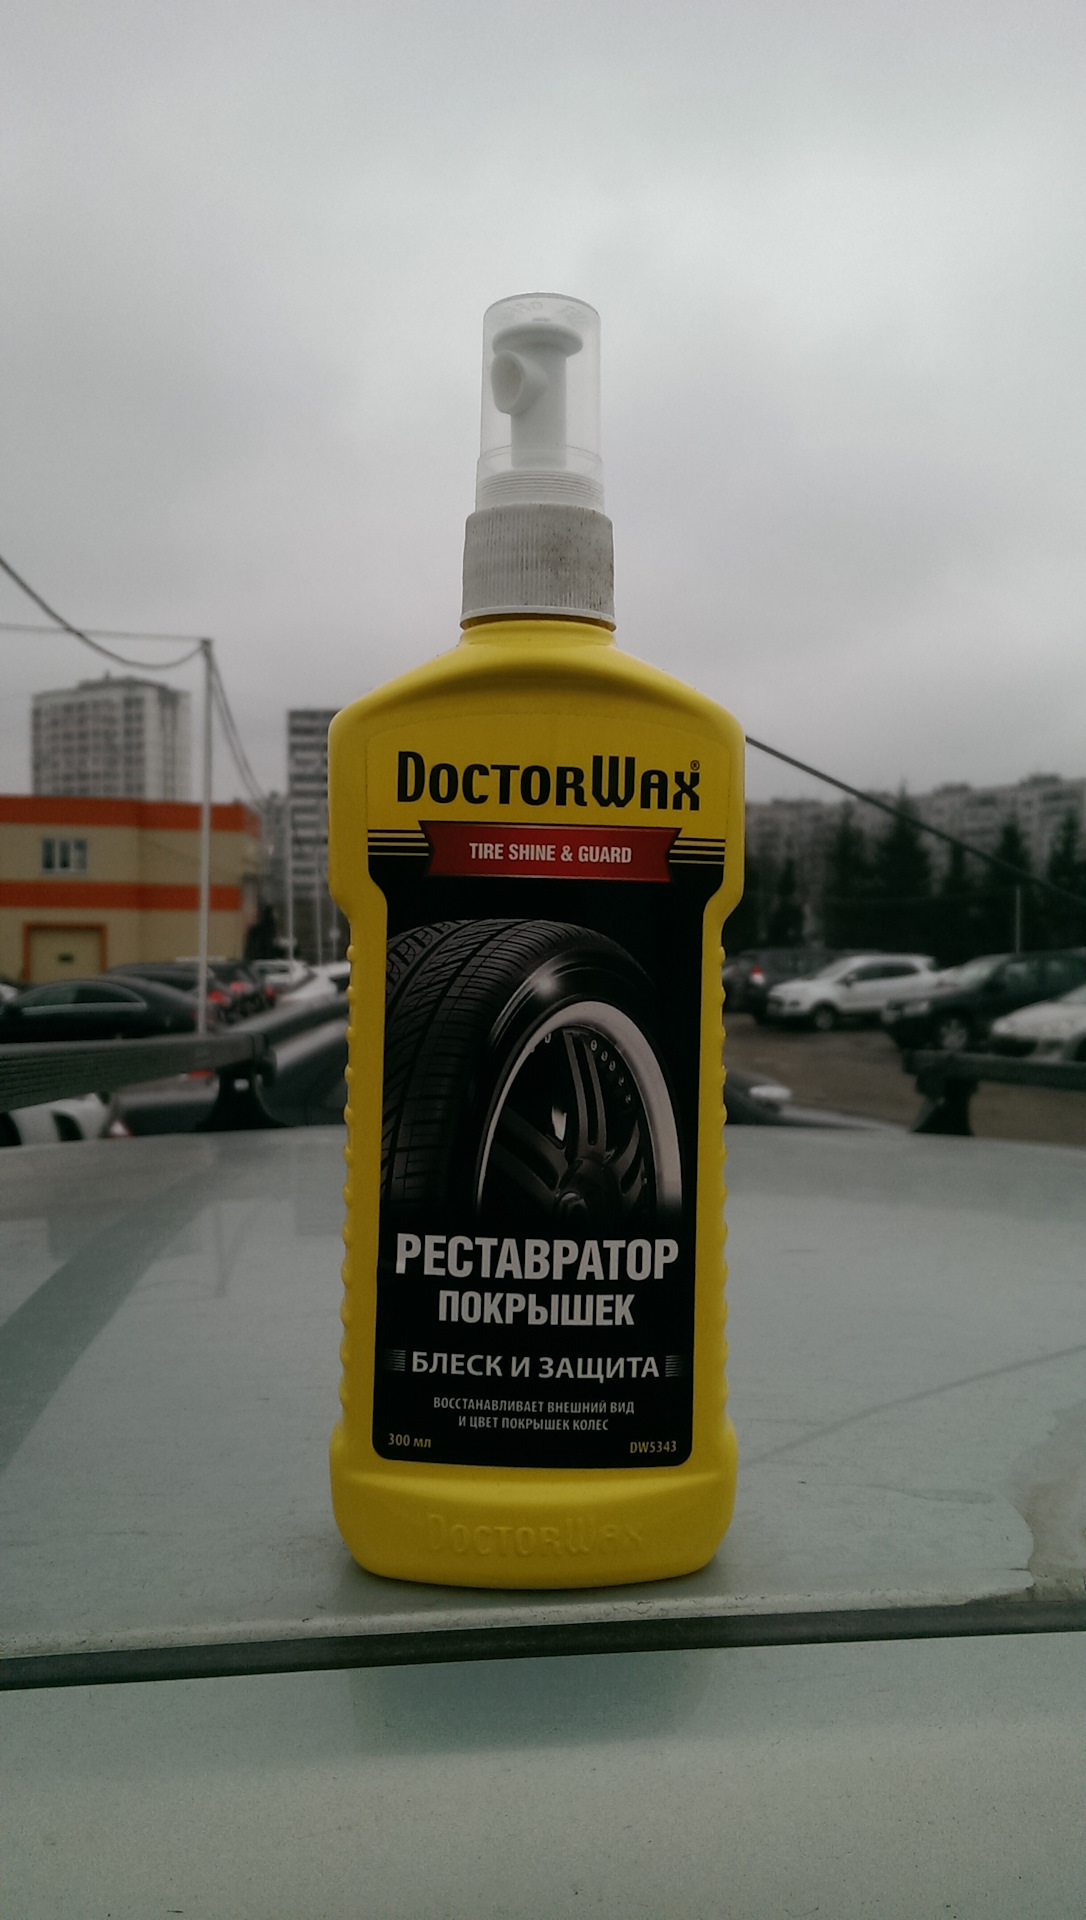 DOCTORWAX®
TIRE SHINE & GUARD
РЕСТАВРАТОР
ПОКРЫШЕК
БЛЕСК И ЗАЩИТА
ВОССТАНАВЛИВАЕТ ВНЕШНИЙ ВИД
И ЦВЕТ ПОКРЫШЕК КОЛЕС
300 мл DW5343
DOCTORWAX